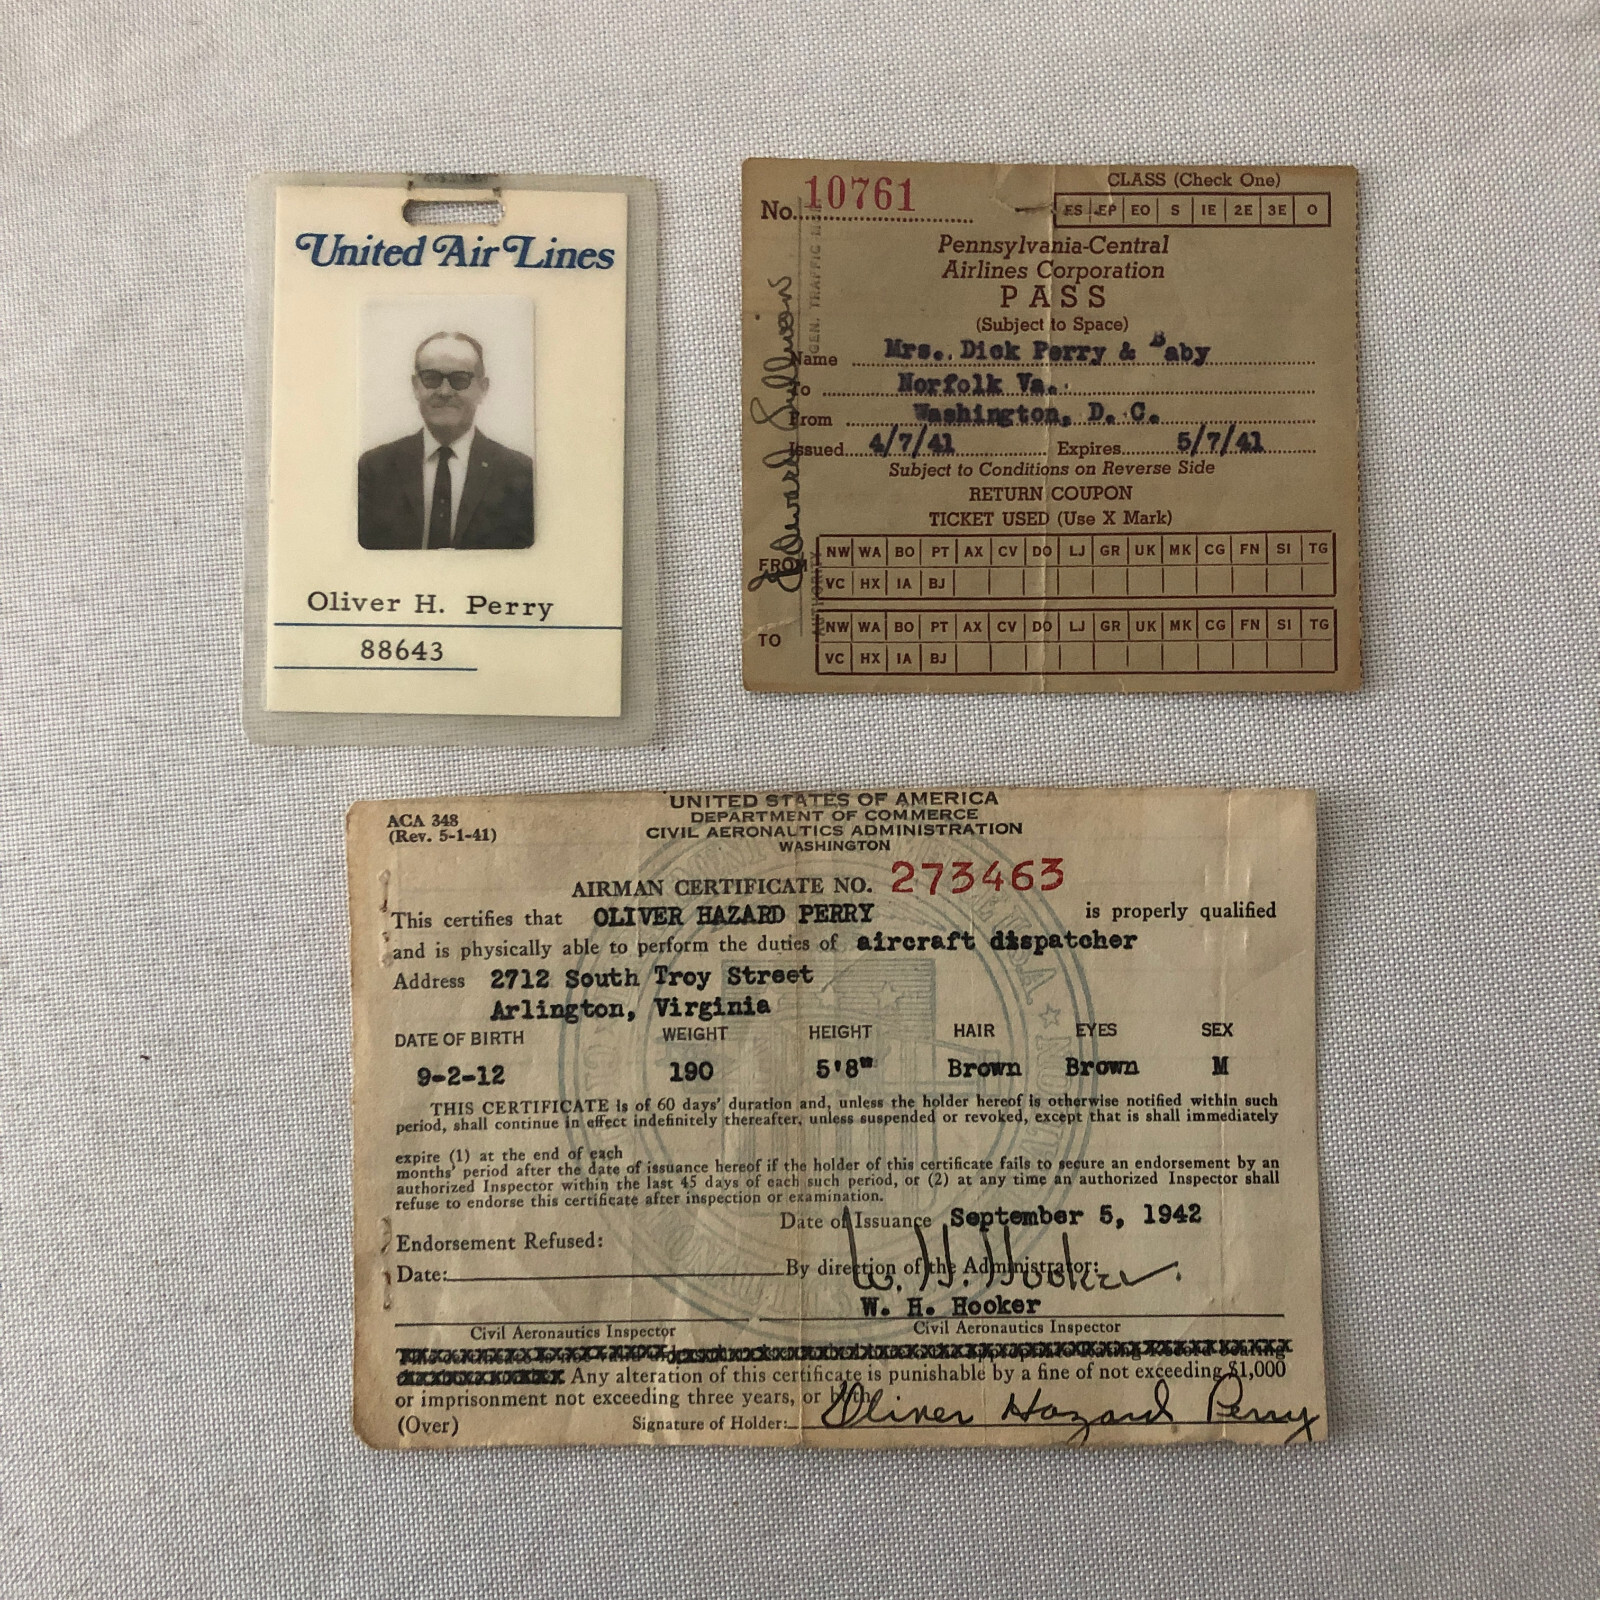 United Air Lines
Oliver H. Perry
88643
No. 10761
CLASS (Check One)
ES EP EO S IE 2E 3E O
Pennsylvania-Central
Airlines Corporation
PASS
(Subject to Space)
Name Mrs. Dick Perry & Baby
To Norfolk Va.
From Washington, D. C.
Issued 4/7/41 Expires 5/7/41
Subject to Conditions on Reverse Side
RETURN COUPON
TICKET USED (Use X Mark)
FROM
NW WA BO PT AX CV DO LJ GR UK MK CG FN SI TG
VC HX IA BJ
TO
NW WA BO PT AX CV DO LJ GR UK MK CG FN SI TG
VC HX IA BJ
Edward Sullivan
GEN. TRAFFIC
AUTHORITY
ACA 348
(Rev. 5-1-41)
UNITED STATES OF AMERICA
DEPARTMENT OF COMMERCE
CIVIL AERONAUTICS ADMINISTRATION
WASHINGTON
AIRMAN CERTIFICATE NO. 273463
This certifies that OLIVER HAZARD PERRY is properly qualified
and is physically able to perform the duties of aircraft dispatcher
Address 2712 South Troy Street
Arlington, Virginia
DATE OF BIRTH WEIGHT HEIGHT HAIR EYES SEX
9-2-12 190 5'8" Brown Brown M
THIS CERTIFICATE is of 60 days' duration and, unless the holder hereof is otherwise notified within such
period, shall continue in effect indefinitely thereafter, unless suspended or revoked, except that is shall immediately
expire (1) at the end of each
months' period after the date of issuance hereof if the holder of this certificate fails to secure an endorsement by an
authorized Inspector within the last 45 days of each such period, or (2) at any time an authorized Inspector shall
refuse to endorse this certificate after inspection or examination.
Date of Issuance September 5, 1942
Endorsement Refused:
Date: By direction of the Administrator:
W. H. Hooker
W. H. Hooker
Civil Aeronautics Inspector Civil Aeronautics Inspector
Any alteration of this certificate is punishable by a fine of not exceeding $1,000
or imprisonment not exceeding three years, or both.
(Over) Signature of Holder: Oliver Hazard Perry